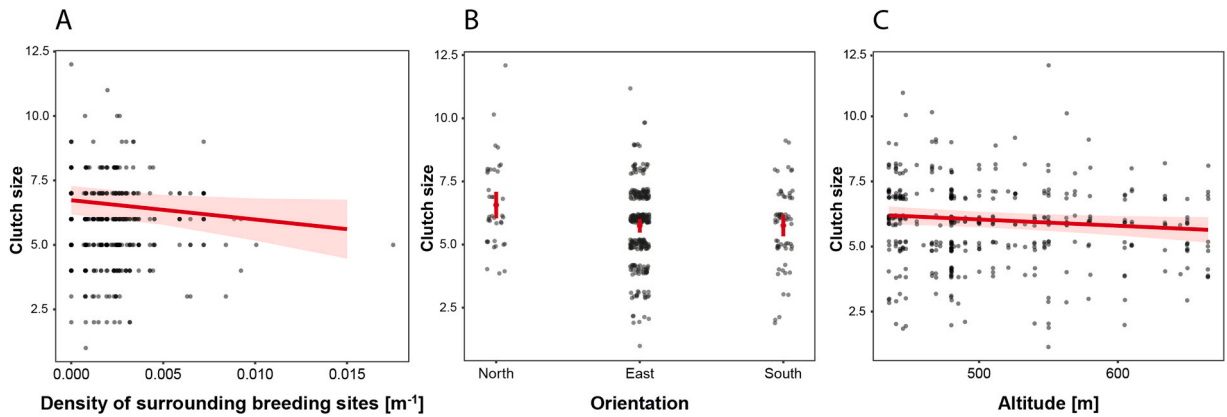 A
Clutch size
12.5
10.0
7.5
5.0
2.5
0.000
0.005
0.010
0.015
Density of surrounding breeding sites [m⁻¹]
B
Clutch size
12.5
10.0
7.5
5.0
2.5
North
East
South
Orientation
C
Clutch size
12.5
10.0
7.5
5.0
2.5
500
600
Altitude [m]